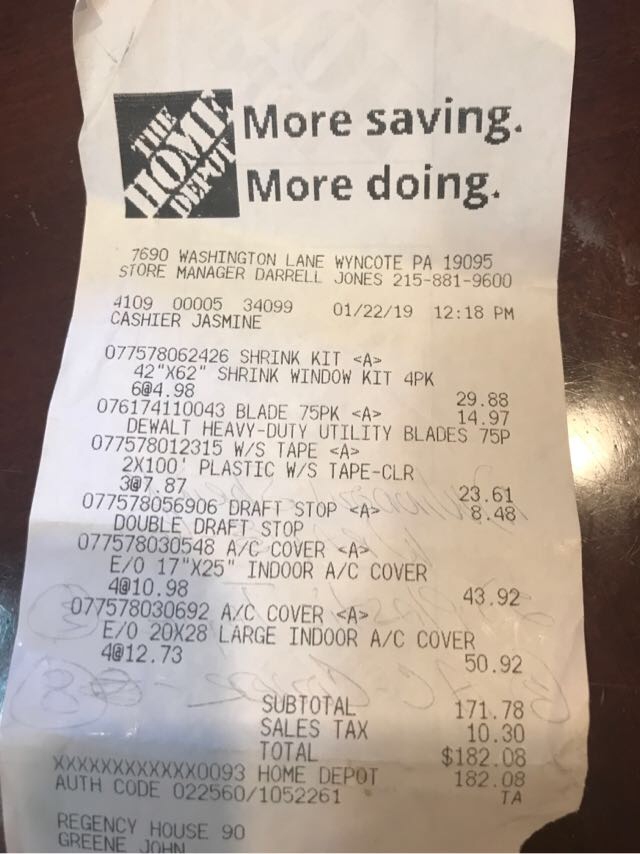 THE HOME DEPOT
More saving.
More doing.
7690 WASHINGTON LANE WYNCOTE PA 19095
STORE MANAGER DARRELL JONES 215-881-9600
4109 00005 34099 01/22/19 12:18 PM
CASHIER JASMINE
077578062426 SHRINK KIT <A>
42"X62" SHRINK WINDOW KIT 4PK
6@4.98 29.88
076174110043 BLADE 75PK <A> 14.97
DEWALT HEAVY-DUTY UTILITY BLADES 75P
077578012315 W/S TAPE <A>
2X100' PLASTIC W/S TAPE-CLR
3@7.87 23.61
077578056906 DRAFT STOP <A> 8.48
DOUBLE DRAFT STOP
077578030548 A/C COVER <A>
E/O 17"X25" INDOOR A/C COVER
4@10.98 43.92
077578030692 A/C COVER <A>
E/O 20X28 LARGE INDOOR A/C COVER
4@12.73 50.92
SUBTOTAL 171.78
SALES TAX 10.30
TOTAL $182.08
XXXXXXXXXXXX0093 HOME DEPOT 182.08
AUTH CODE 022560/1052261 TA
REGENCY HOUSE 90
GREENE JOHN